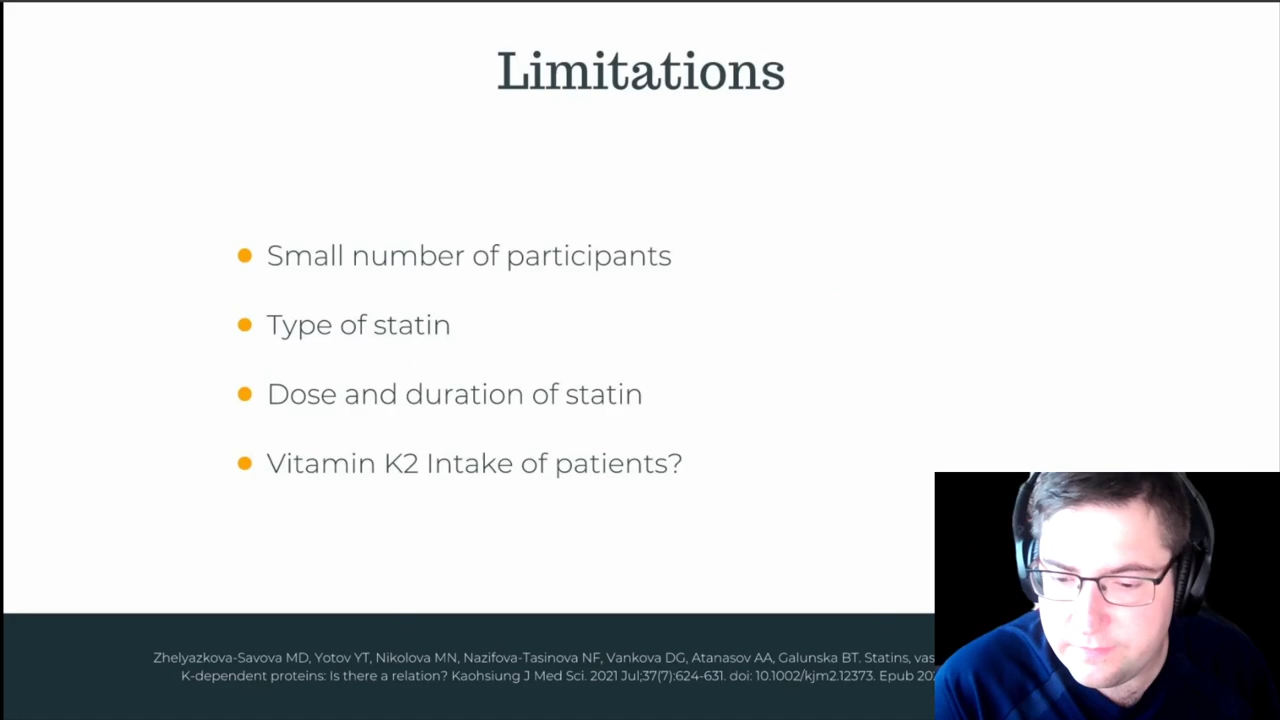 Limitations
Small number of participants
Type of statin
Dose and duration of statin
Vitamin K2 Intake of patients?
Zhelyazkova-Savova MD, Yotov YT, Nikolova MN, Nazifova-Tasinova NF, Vankova DG, Atanasov AA, Galunska BT. Statins,
K-dependent proteins: Is there a relation? Kaohsiung J Med Sci. 2021 Jul;37(7):624-631. doi: 10.1002/kjm2.12373. Epub